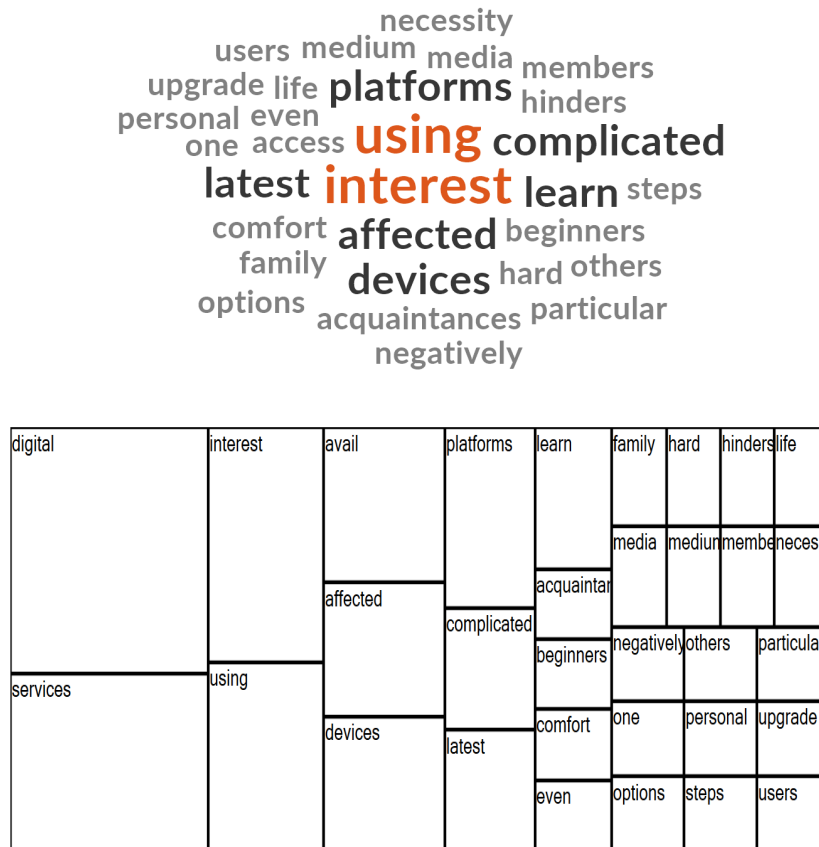 necessity
users medium media members
upgrade life platforms hinders
personal even using complicated
one access
latest interest learn steps
comfort affected beginners
family devices hard others
options acquaintances particular
negatively
digital interest avail platforms learn family hard hinders life
media mediun membe neces
acquaintar
affected
complicated
negatively others particula
beginners
using
services
one personal upgrade
comfort
devices
latest
options steps users
even